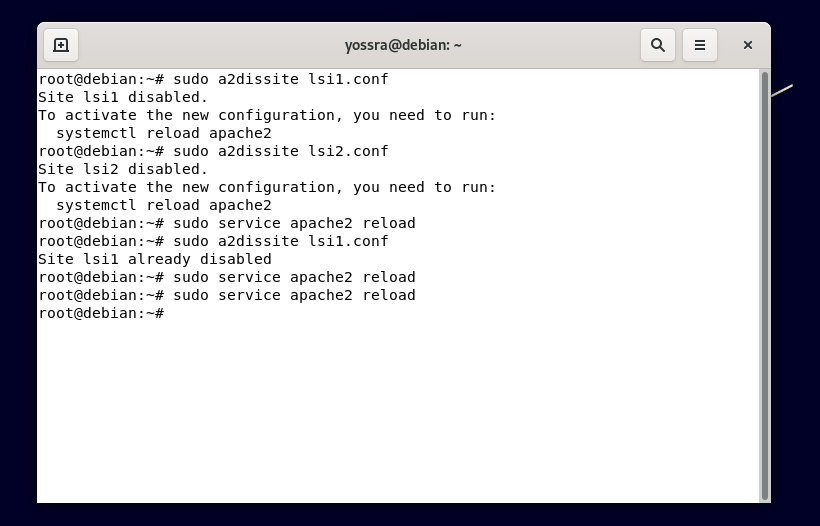 yossra@debian: ~
root@debian:~# sudo a2dissite lsi1.conf
Site lsi1 disabled.
To activate the new configuration, you need to run:
  systemctl reload apache2
root@debian:~# sudo a2dissite lsi2.conf
Site lsi2 disabled.
To activate the new configuration, you need to run:
  systemctl reload apache2
root@debian:~# sudo service apache2 reload
root@debian:~# sudo a2dissite lsi1.conf
Site lsi1 already disabled
root@debian:~# sudo service apache2 reload
root@debian:~# sudo service apache2 reload
root@debian:~#